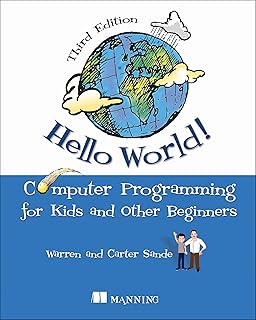 Third Edition
Hello World!
Computer Programming
for Kids and Other Beginners
Warren and Carter Sande
MANNING